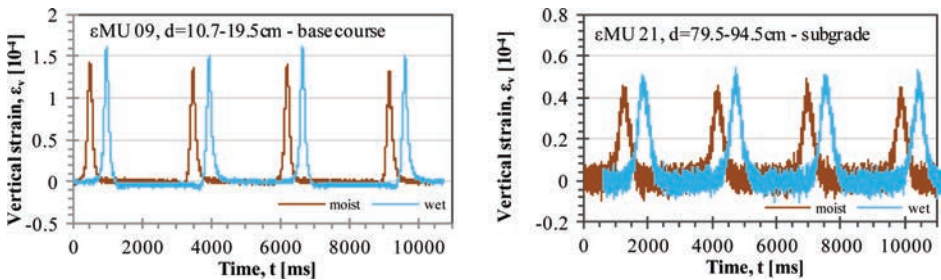 εMU 09, d=10.7-19.5cm - base course
Vertical strain, εv [10⁻⁴]
2
1.5
1
0.5
0
-0.5
moist
wet
0
2000
4000
6000
8000
10000
Time, t [ms]
εMU 21, d=79.5-94.5cm - subgrade
Vertical strain, εv [10⁻⁴]
0.8
0.6
0.4
0.2
0
-0.2
moist
wet
0
2000
4000
6000
8000
10000
Time, t [ms]